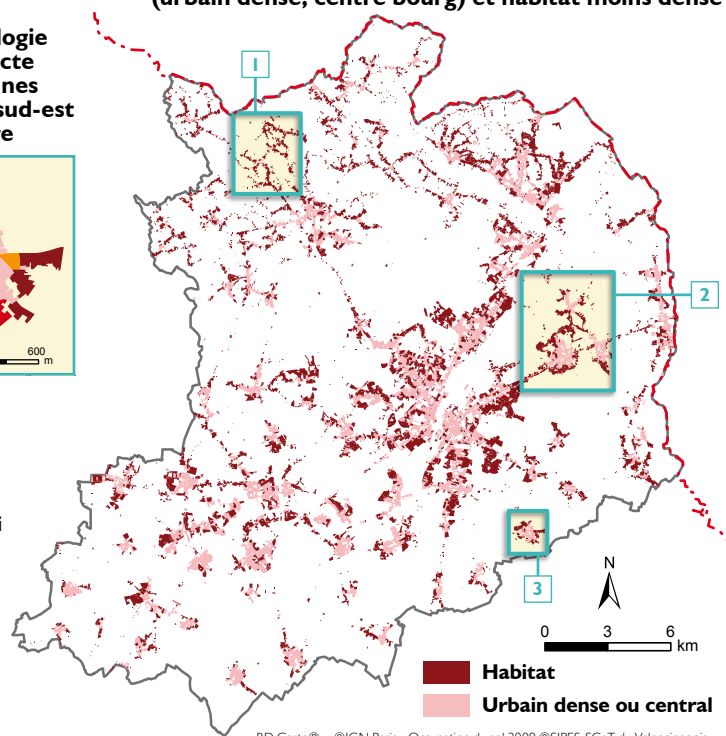 (urbain dense, centre bourg) et habitat moins dense
logie
cte
nes
sud-est
e
600
m
i
1
2
3
N
0 3 6
km
Habitat
Urbain dense ou central